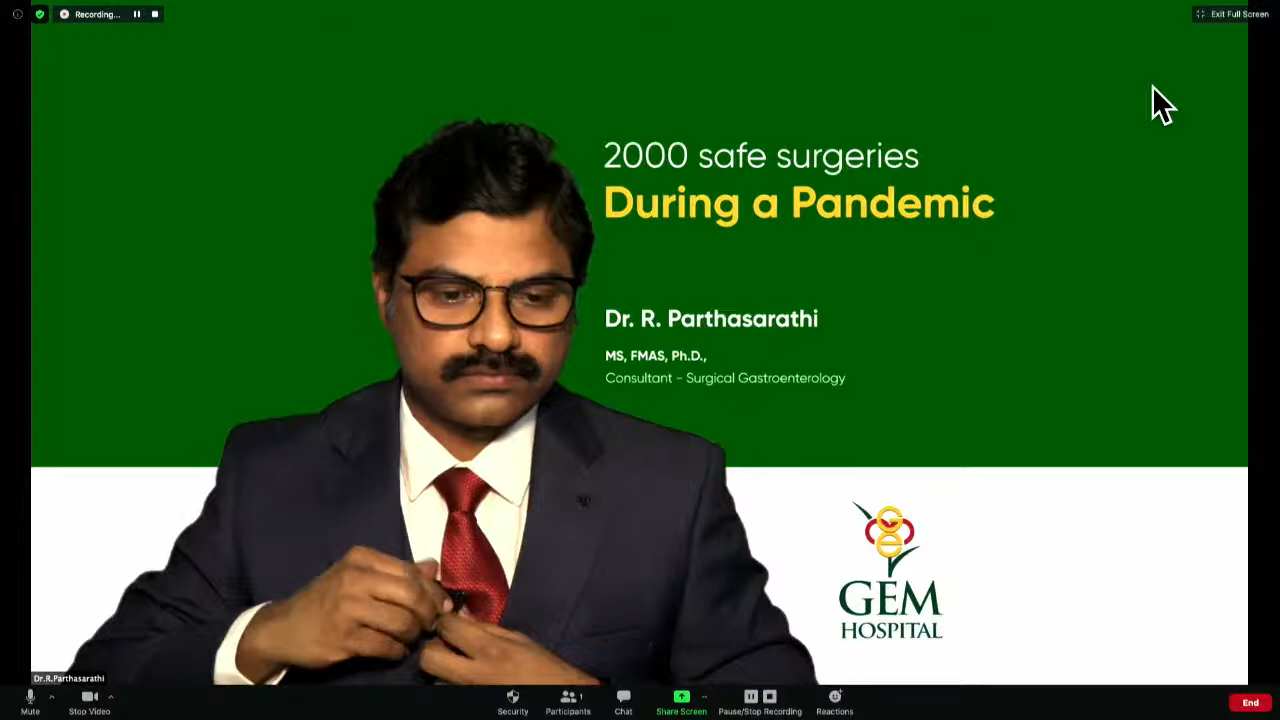 Recording...
Exit Full Screen
2000 safe surgeries
During a Pandemic
Dr. R. Parthasarathi
MS, FMAS, Ph.D.,
Consultant - Surgical Gastroenterology
GEM
HOSPITAL
Dr.R.Parthasarathi
Mute
Stop Video
Security
Participants
1
Chat
Share Screen
Pause/Stop Recording
Reactions
End